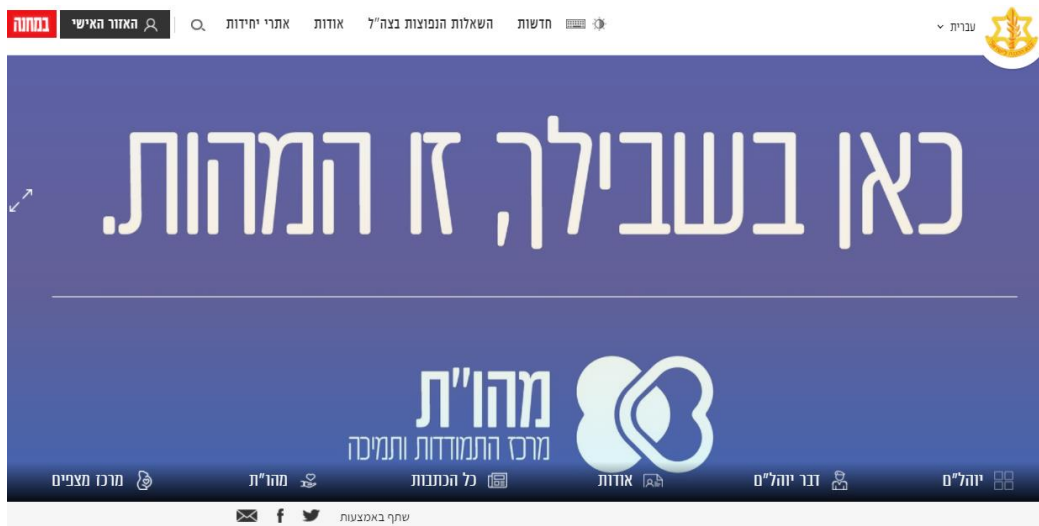 עברית
חדשות
השאלות הנפוצות בצה"ל
אודות
אתרי יחידות
האזור האישי
במחנה
כאן בשבילך, זו המהות.
מהו"ת
מרכז התמודדות ותמיכה
יוהל"ם
דבר יוהל"ם
אודות
כל הכתבות
מהו"ת
מרכז מצפים
שתף באמצעות